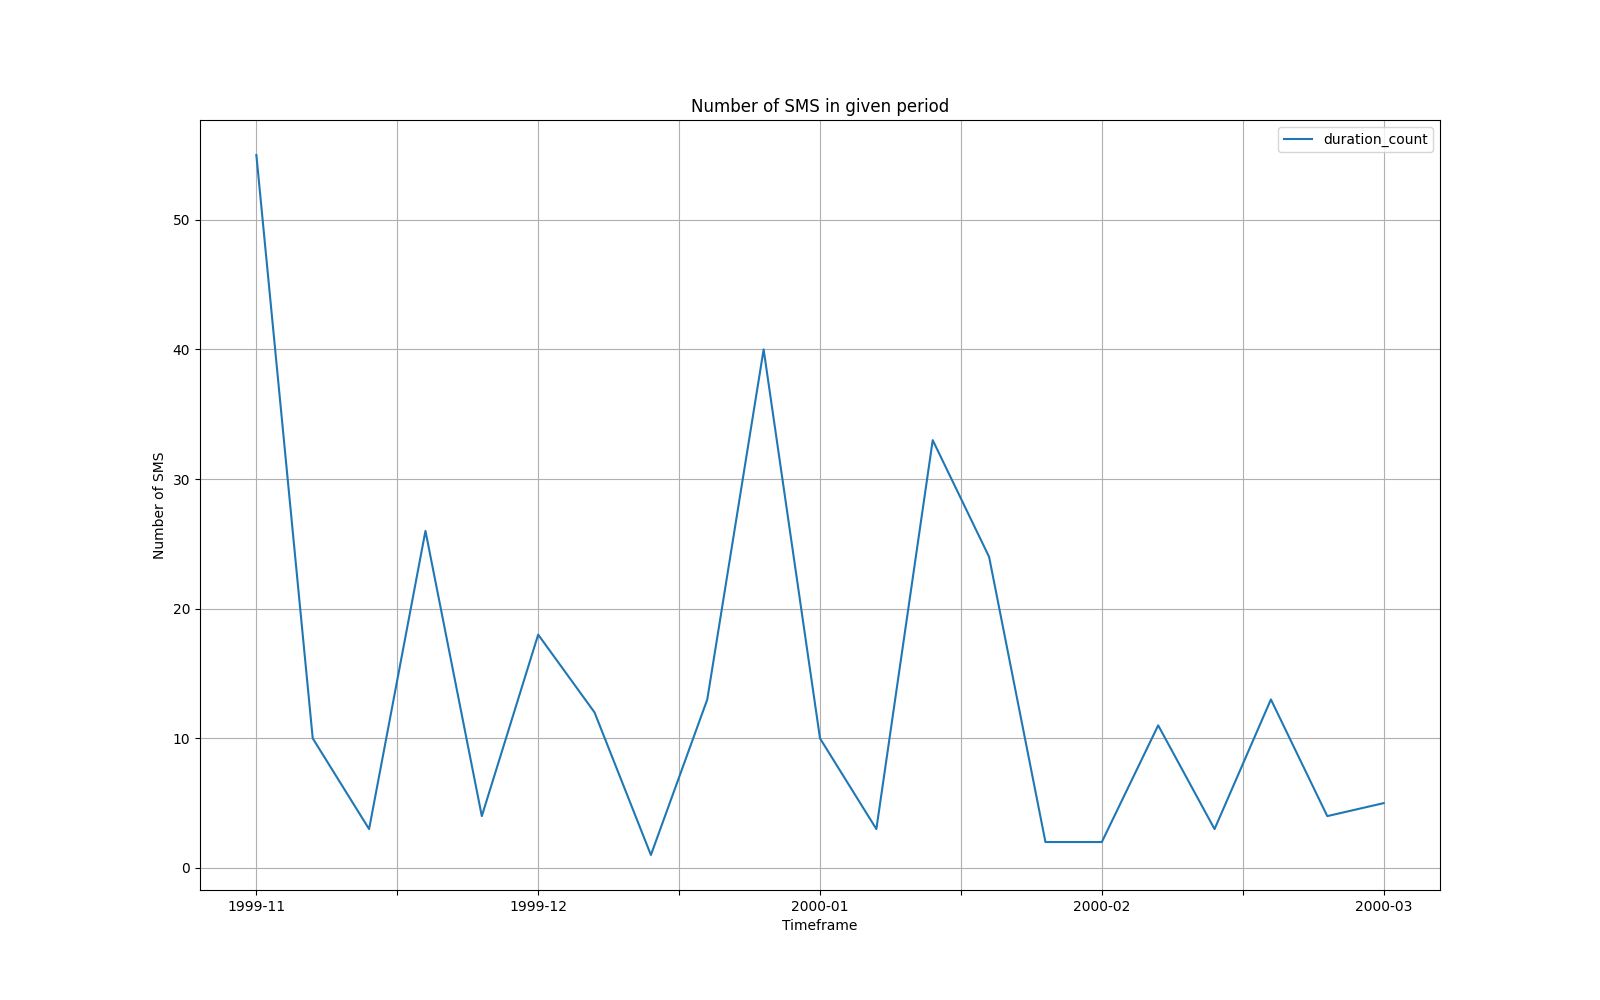 Number of SMS in given period
duration_count
50
40
30
20
10
0
Number of SMS
1999-11 1999-12 2000-01 2000-02 2000-03
Timeframe